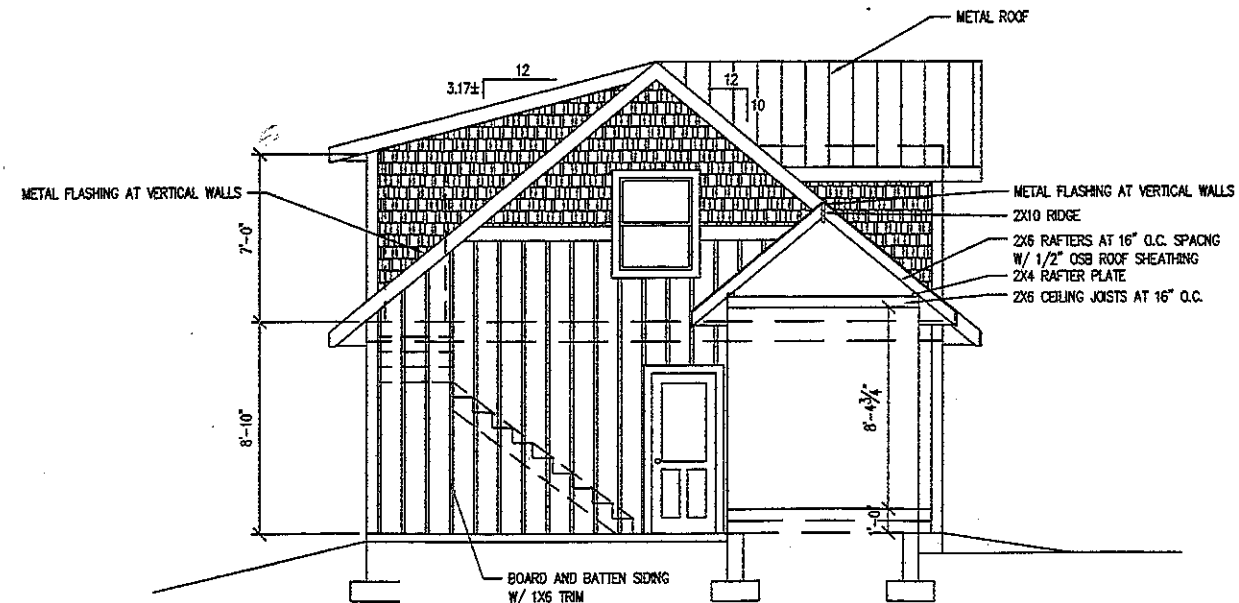 METAL ROOF
12
3.17±
12
10
METAL FLASHING AT VERTICAL WALLS
METAL FLASHING AT VERTICAL WALLS
2X10 RIDGE
7'-0"
2X6 RAFTERS AT 16" O.C. SPACNG
W/ 1/2" OSB ROOF SHEATHING
2X4 RAFTER PLATE
2X6 CEILING JOISTS AT 16" O.C.
8'-10"
8'-4¾"
1'-0"
BOARD AND BATTEN SIDING
W/ 1X6 TRIM